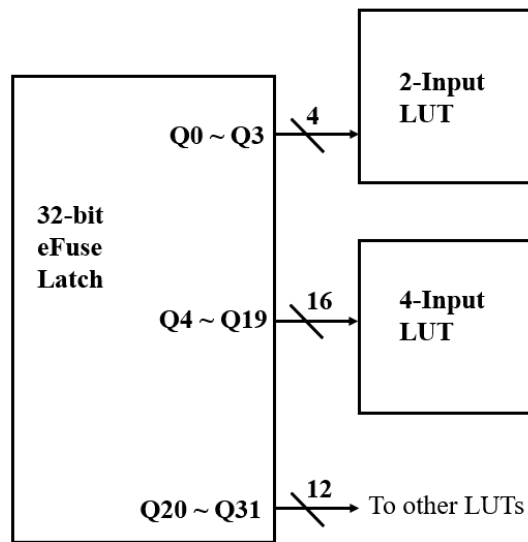 2-Input
LUT
4
Q0 ~ Q3
32-bit
eFuse
Latch
4-Input
LUT
16
Q4 ~ Q19
12
Q20 ~ Q31
To other LUTs